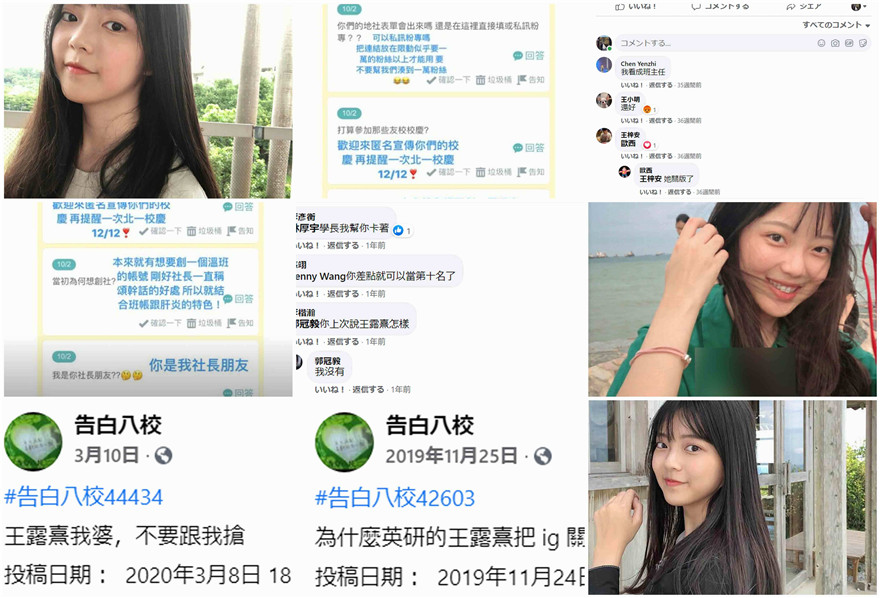 10/2
你們的地社表單會出來嗎 還是在這裡直接填或私訊粉
專？？ 可以私訊粉專嗎
把連結放在限動似乎要一
萬的粉絲以上才能用 要
不要幫我們湊到一萬粉絲
😂😂
回答
確認一下 垃圾桶 告知
10/2
打算參加那些友校校慶?
歡迎來匿名宣傳你們的校
慶 再提醒一次北一校慶
12/12❣
回答
確認一下 垃圾桶 告知
いいね！ コメントする シェア
すべてのコメント
コメントする...
Chen Yenzhi
我看成班主任
いいね！ · 返信する · 35週間前
王小明
還好
1
いいね！ · 返信する · 36週間前
王梓安
歐西
1
いいね！ · 返信する · 36週間前
歐西
王梓安 她關版了
いいね！ · 返信する · 36週間前
歡迎來匿名宣傳你們的校
慶 再提醒一次北一校慶
12/12❣
回答
確認一下 垃圾桶 告知
10/2
當初為何想創社?
本來就有想要創一個溫班
的帳號 剛好社長一直稱
頌幹話的好處 所以就結
合班帳跟肝炎的特色！
回答
確認一下 垃圾桶 告知
10/2
我是你社長朋友??🤔🤔
你是我社長朋友
回答
彥衡
林厚宇學長我幫你卡著
1
いいね！ · 返信する · 1年前
翊
enny Wang你差點就可以當第十名了
いいね！ · 返信する · 1年前
郭冠毅你上次說王露熹怎樣
いいね！ · 返信する · 1年前
郭冠毅
我沒有
いいね！ · 返信する · 1年前
告白八校
3月10日 ·
#告白八校44434
王露熹我婆，不要跟我搶
投稿日期： 2020年3月8日 18
告白八校
2019年11月25日 ·
#告白八校42603
為什麼英研的王露熹把 ig 關
投稿日期： 2019年11月24日